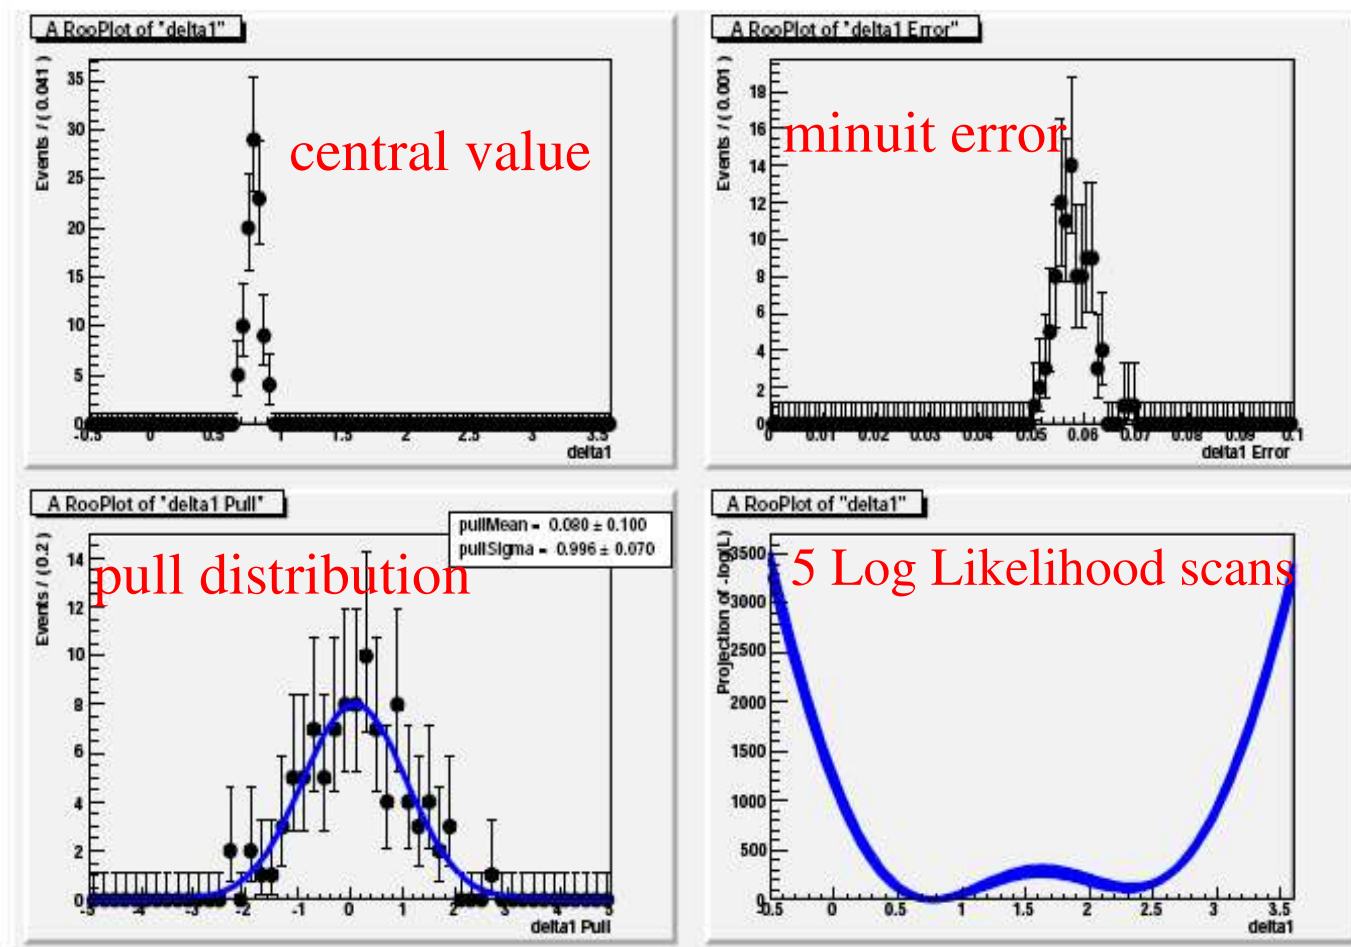 A RooPlot of "delta1"
Events / ( 0.041 )
35
30
25
20
15
10
5
0
central value
-0.5 0 0.5 1 1.5 2 2.5 3 3.5
delta1
A RooPlot of "delta1 Error"
Events / ( 0.001 )
18
16
14
12
10
8
6
4
2
0
minuit error
0 0.01 0.02 0.03 0.04 0.05 0.06 0.07 0.08 0.09 0.1
delta1 Error
A RooPlot of "delta1 Pull"
pullMean = 0.080 ± 0.100
pullSigma = 0.996 ± 0.070
Events / ( 0.2 )
14
12
10
8
6
4
2
0
pull distribution
-5 -4 -3 -2 -1 0 1 2 3 4 5
delta1 Pull
A RooPlot of "delta1"
Projection of -log(L)
3500
3000
2500
2000
1500
1000
500
0
5 Log Likelihood scans
-0.5 0 0.5 1 1.5 2 2.5 3 3.5
delta1